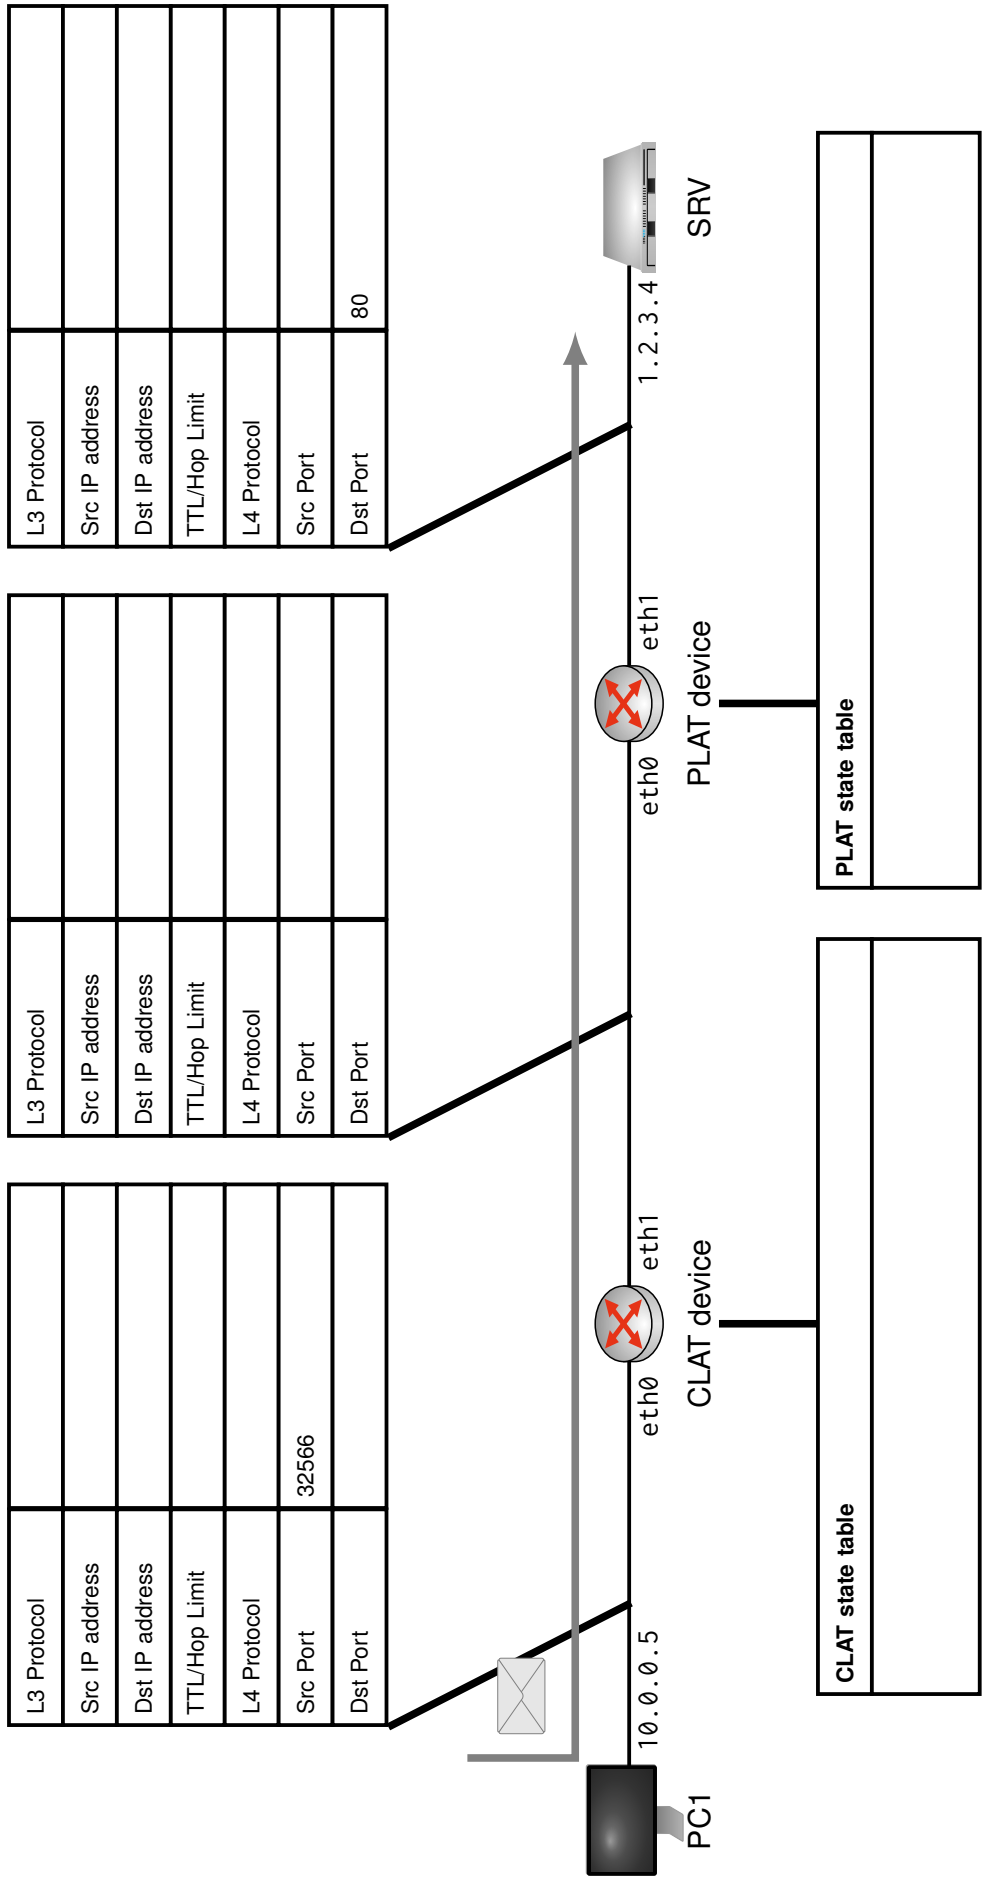 L3 Protocol
Src IP address
Dst IP address
TTL/Hop Limit
L4 Protocol
Src Port 32566
Dst Port
L3 Protocol
Src IP address
Dst IP address
TTL/Hop Limit
L4 Protocol
Src Port
Dst Port
L3 Protocol
Src IP address
Dst IP address
TTL/Hop Limit
L4 Protocol
Src Port
Dst Port 80
10.0.0.5 eth0 eth1 eth0 eth1 1.2.3.4
PC1 CLAT device PLAT device SRV
CLAT state table
PLAT state table